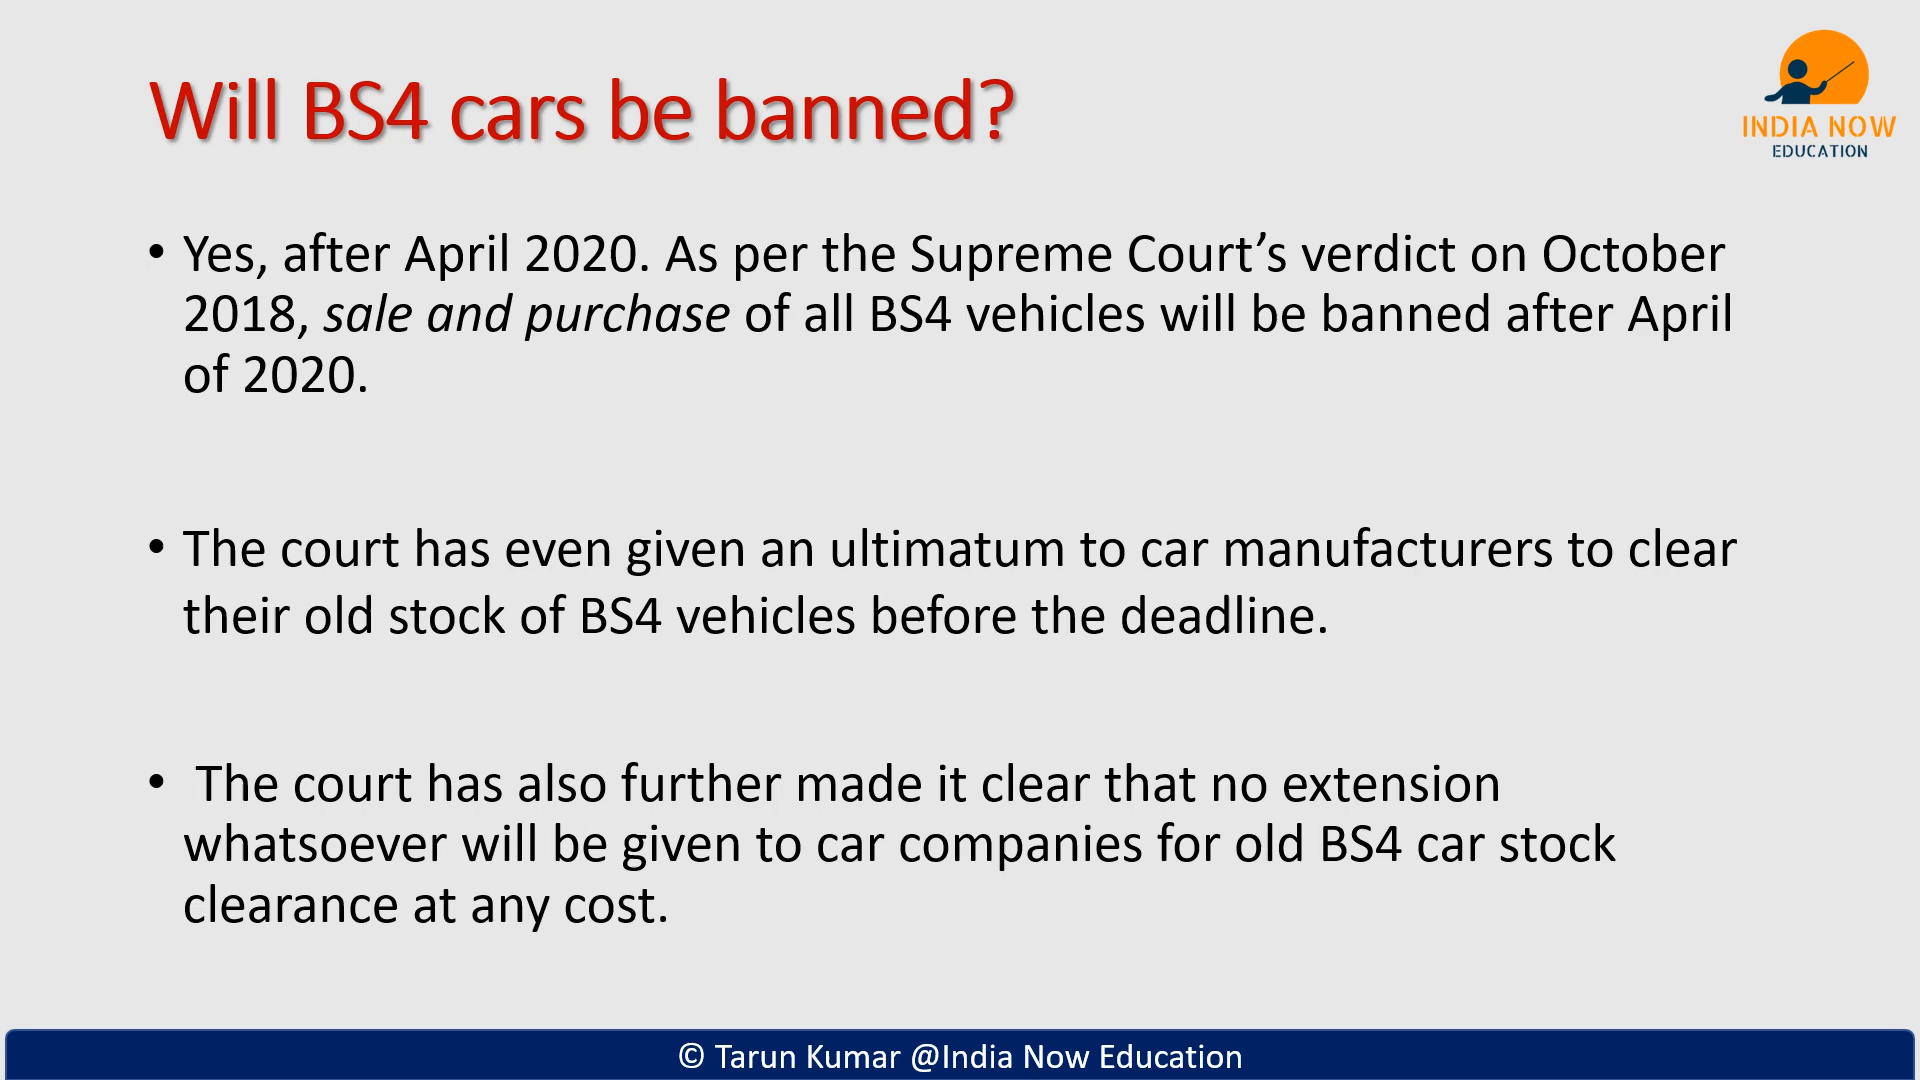 Will BS4 cars be banned?
INDIA NOW
EDUCATION
• Yes, after April 2020. As per the Supreme Court’s verdict on October
2018, sale and purchase of all BS4 vehicles will be banned after April
of 2020.
• The court has even given an ultimatum to car manufacturers to clear
their old stock of BS4 vehicles before the deadline.
• The court has also further made it clear that no extension
whatsoever will be given to car companies for old BS4 car stock
clearance at any cost.
© Tarun Kumar @India Now Education